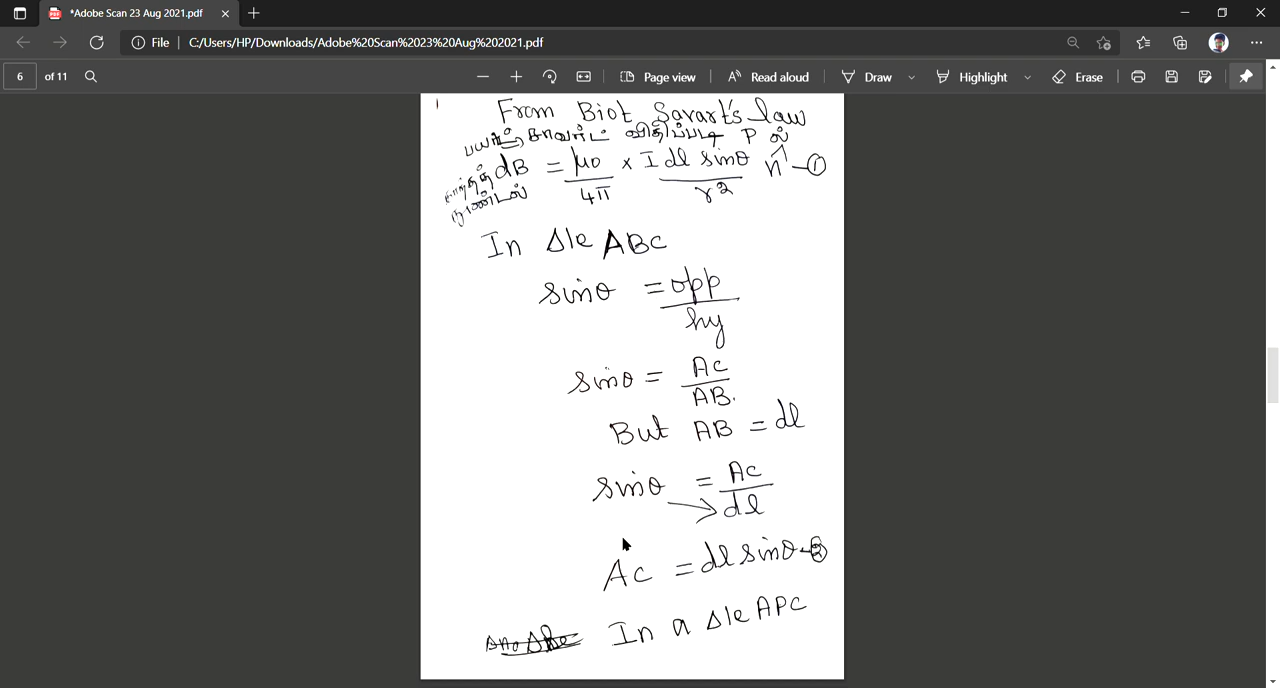 *Adobe Scan 23 Aug 2021.pdf
File C:/Users/HP/Downloads/Adobe%20Scan%2023%20Aug%202021.pdf
6 of 11 Page view Read aloud Draw Highlight Erase
From Biot Savart's law
விதிப்படி P ல்
dB = μ0/4π x I dl sinθ/r2 n̂ -①
In Δle ABC
sinθ = opp/hy
sinθ = AC/AB.
But AB = dl
sinθ = AC/dl
AC = dl sinθ-②
In a Δle APC